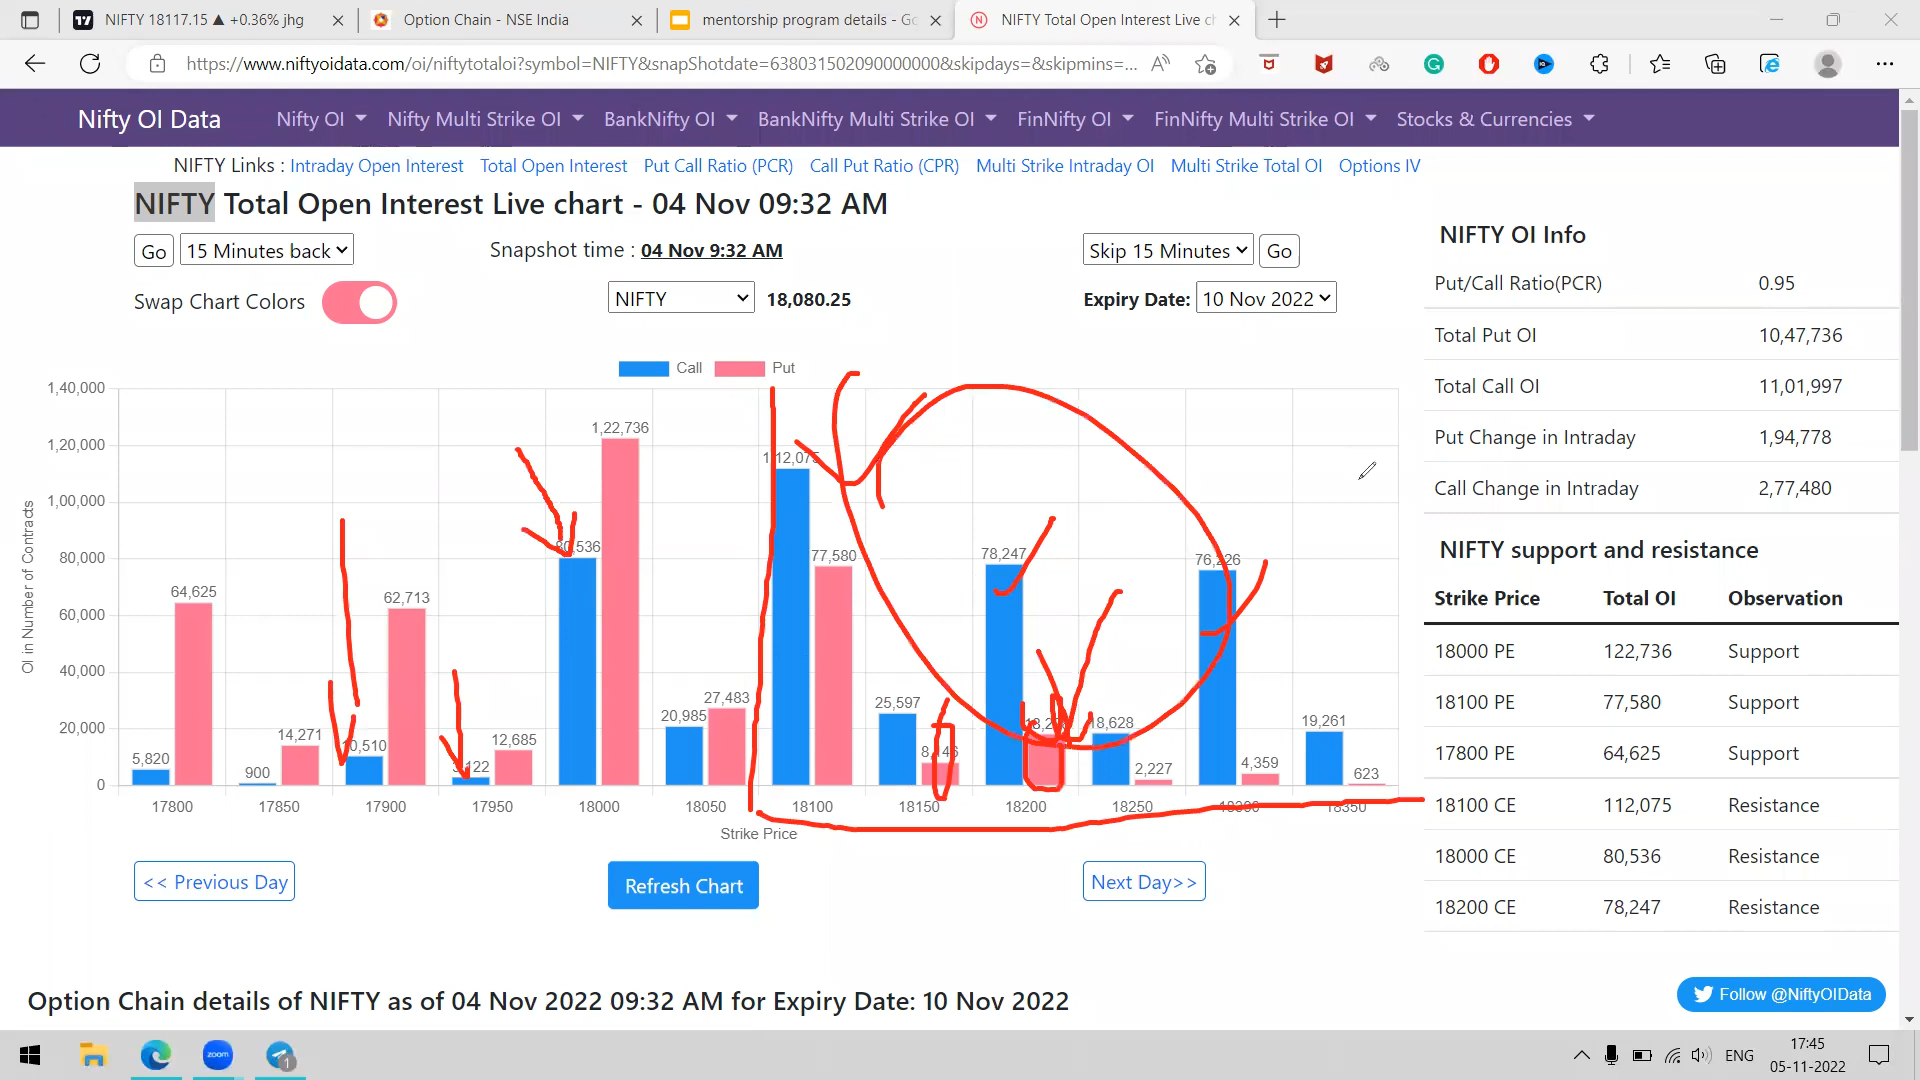 NIFTY 18117.15 ▲ +0.36% jhg
Option Chain - NSE India
mentorship program details - Go
NIFTY Total Open Interest Live ch
https://www.niftyoidata.com/oi/niftytotaloi?symbol=NIFTY&snapShotdate=638031502090000000&skipdays=&skipmins=...
Nifty OI Data
Nifty OI
Nifty Multi Strike OI
BankNifty OI
BankNifty Multi Strike OI
FinNifty OI
FinNifty Multi Strike OI
Stocks & Currencies
NIFTY Links : Intraday Open Interest Total Open Interest Put Call Ratio (PCR) Call Put Ratio (CPR) Multi Strike Intraday OI Multi Strike Total OI Options IV
NIFTY Total Open Interest Live chart - 04 Nov 09:32 AM
Go 15 Minutes back
Snapshot time : 04 Nov 9:32 AM
Skip 15 Minutes Go
Swap Chart Colors
NIFTY 18,080.25
Expiry Date: 10 Nov 2022
Call Put
OI in Number of Contracts
1,40,000
1,20,000
1,00,000
80,000
60,000
40,000
20,000
0
5,820 64,625
900 14,271
10,510 62,713
12,685
80,536 1,22,736
20,985 27,483
1,12,075 77,580
25,597
78,247
18,628 2,227
76,226 4,359
19,261 623
17800 17850 17900 17950 18000 18050 18100 18150 18200 18250 18300 18350
Strike Price
<< Previous Day
Refresh Chart
Next Day>>
NIFTY OI Info
Put/Call Ratio(PCR) 0.95
Total Put OI 10,47,736
Total Call OI 11,01,997
Put Change in Intraday 1,94,778
Call Change in Intraday 2,77,480
NIFTY support and resistance
Strike Price Total OI Observation
18000 PE 122,736 Support
18100 PE 77,580 Support
17800 PE 64,625 Support
18100 CE 112,075 Resistance
18000 CE 80,536 Resistance
18200 CE 78,247 Resistance
Option Chain details of NIFTY as of 04 Nov 2022 09:32 AM for Expiry Date: 10 Nov 2022
Follow @NiftyOIData
zoom
1
ENG
17:45
05-11-2022